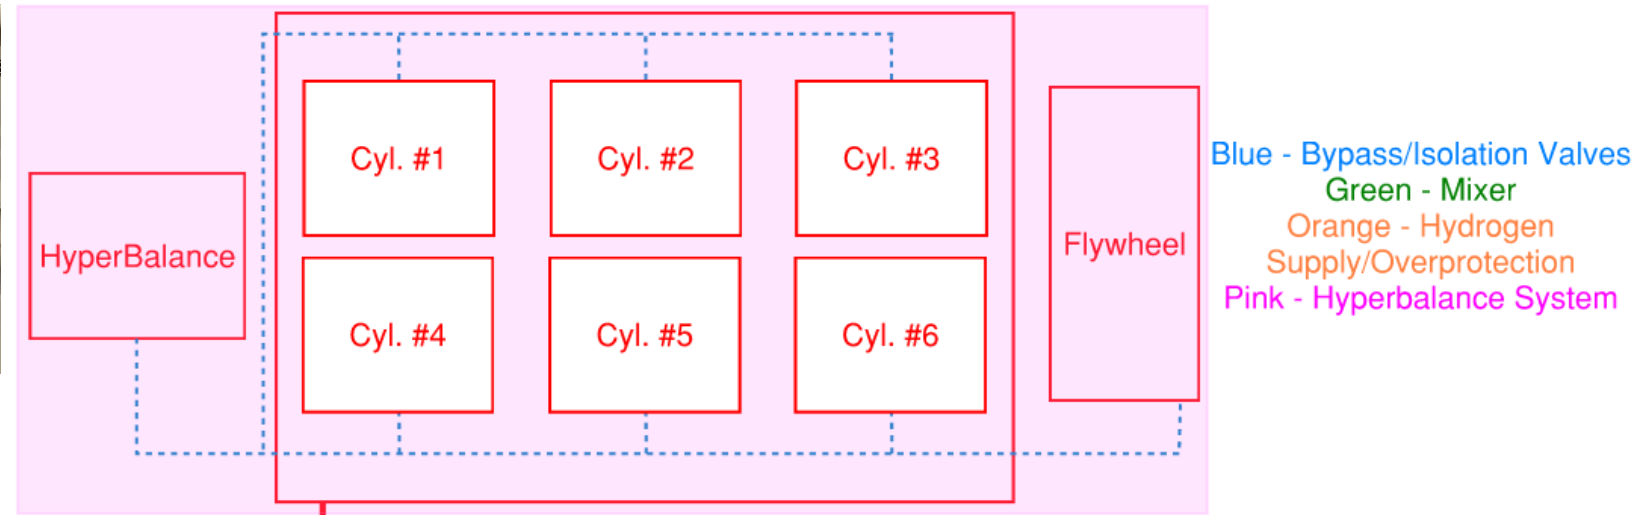 Cyl. #1
Cyl. #2
Cyl. #3
HyperBalance
Flywheel
Cyl. #4
Cyl. #5
Cyl. #6
Blue - Bypass/Isolation Valves
Green - Mixer
Orange - Hydrogen
Supply/Overprotection
Pink - Hyperbalance System